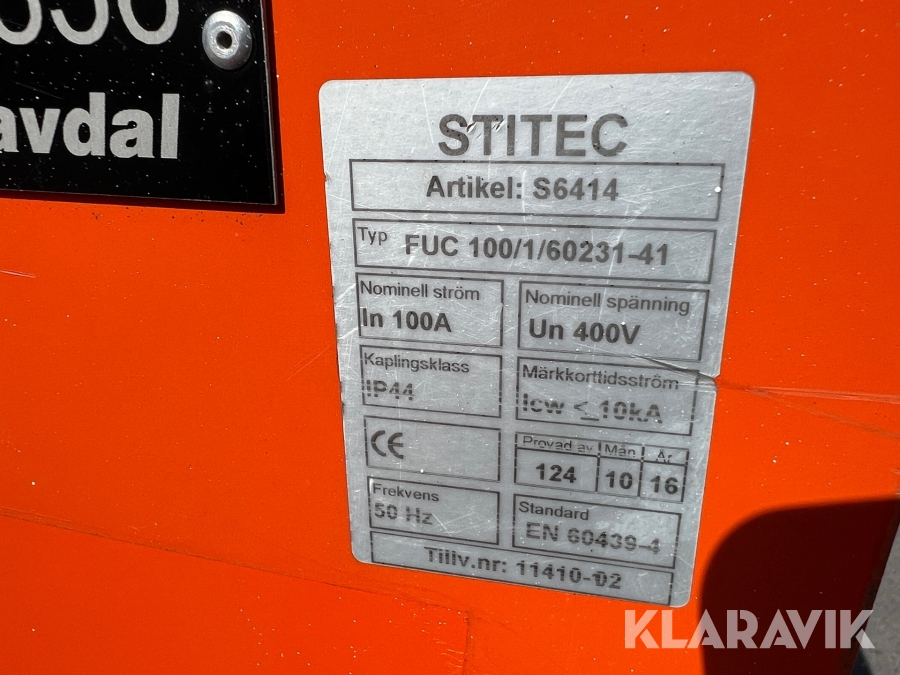 avdal
STITEC
Artikel: S6414
Typ FUC 100/1/60231-41
Nominell ström
In 100A
Nominell spänning
Un 400V
Kaplingsklass
IP44
Märkkorttidsström
Icw ≤ 10kA
CE
Provad av Mån År
124 10 16
Frekvens
50 Hz
Standard
EN 60439-4
Tillv.nr: 11410-02
KLARAVIK